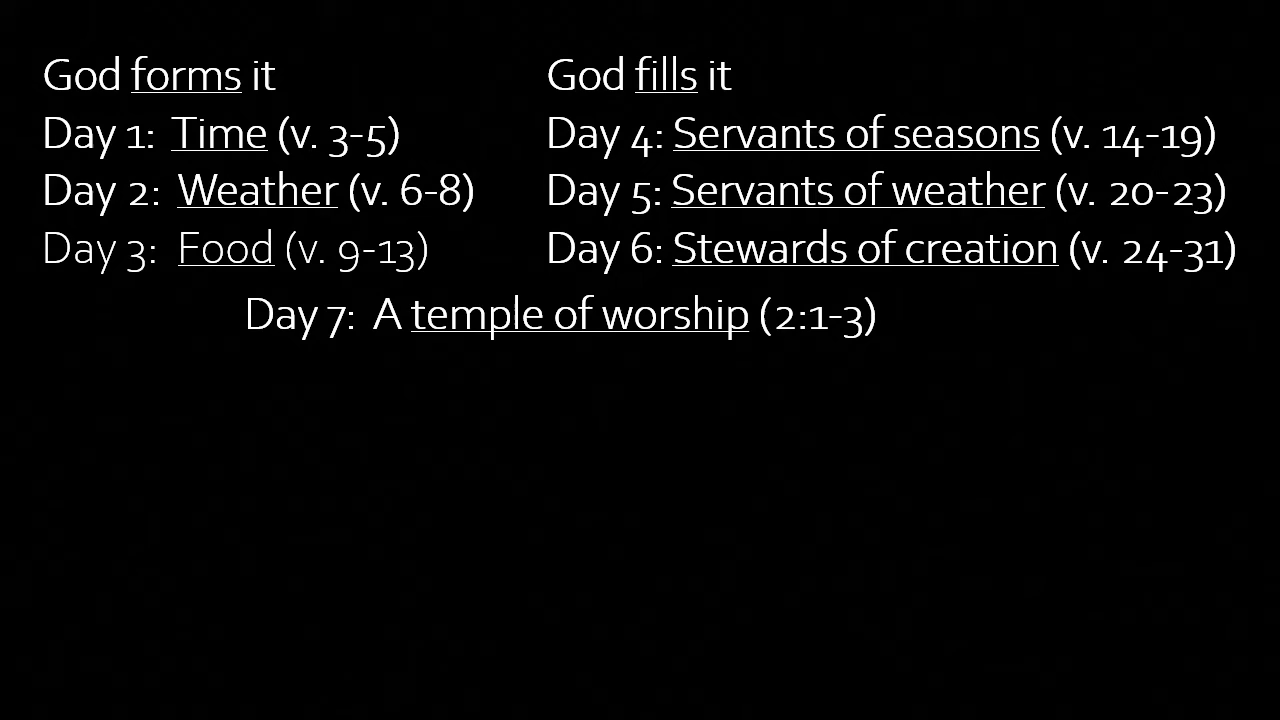 God forms it
Day 1: Time (v. 3-5)
Day 2: Weather (v. 6-8)
Day 3: Food (v. 9-13)
God fills it
Day 4: Servants of seasons (v. 14-19)
Day 5: Servants of weather (v. 20-23)
Day 6: Stewards of creation (v. 24-31)
Day 7: A temple of worship (2:1-3)